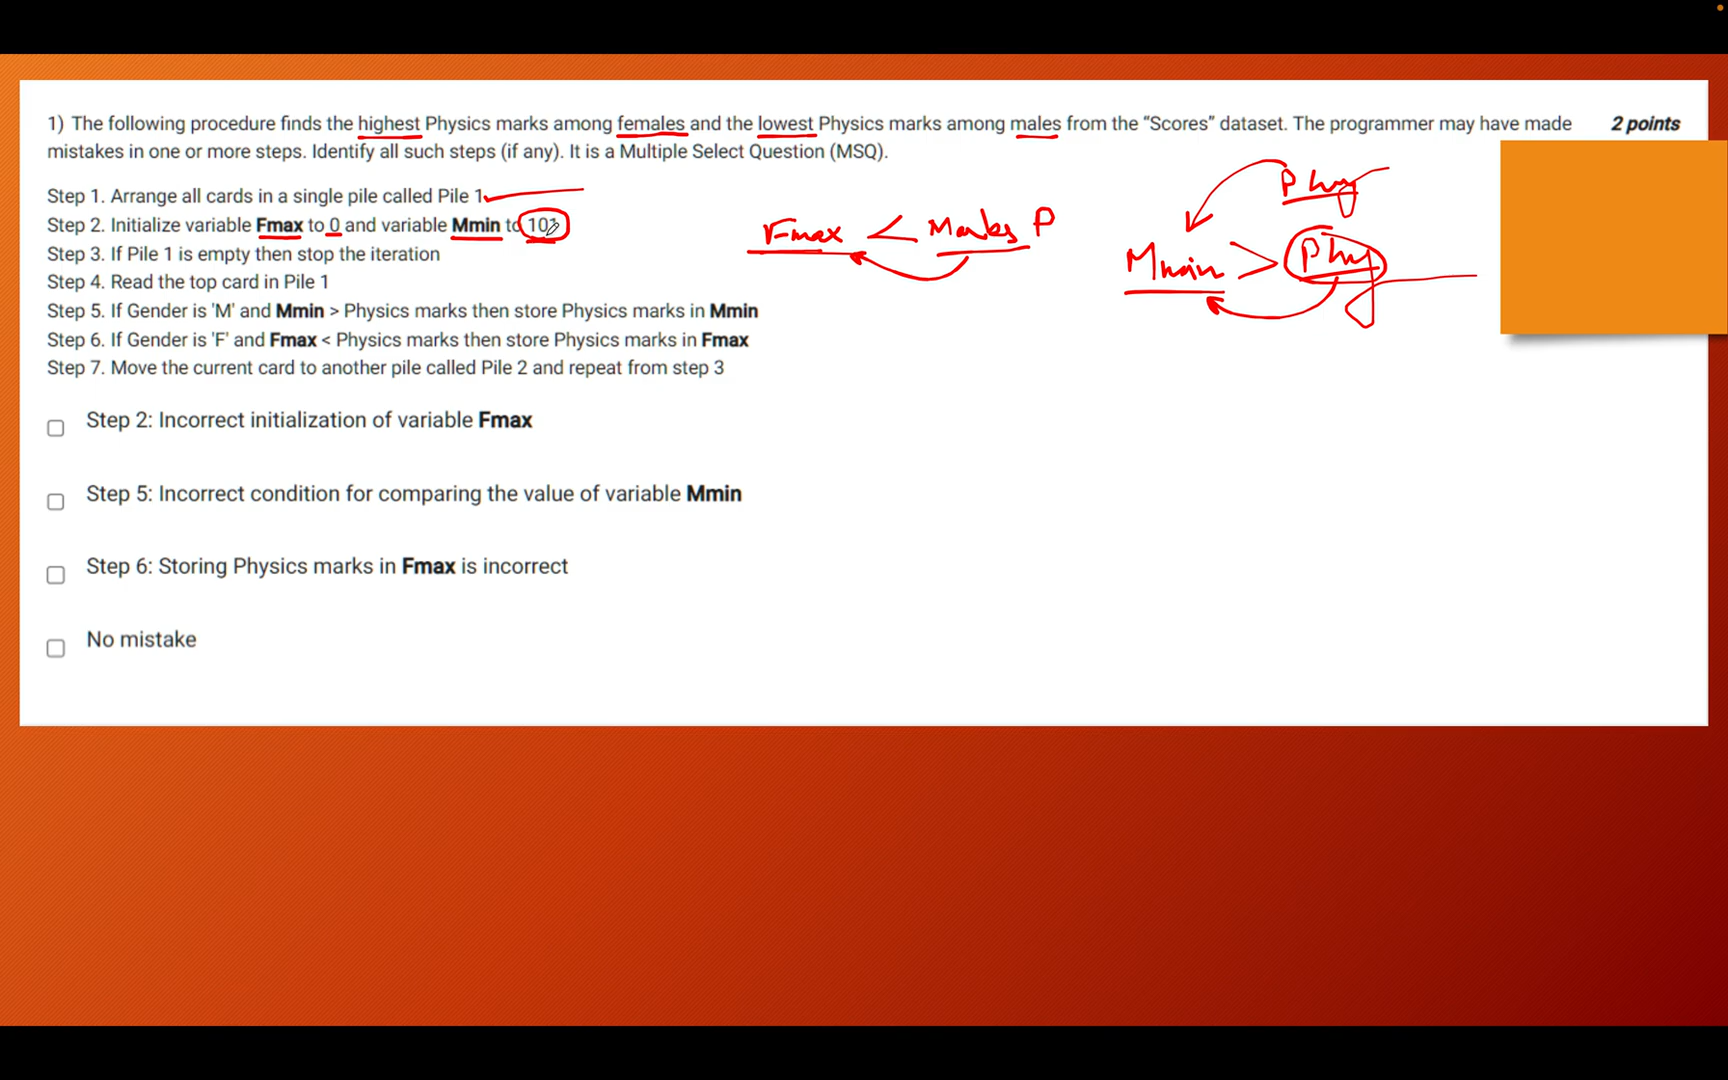 1) The following procedure finds the highest Physics marks among females and the lowest Physics marks among males from the “Scores” dataset. The programmer may have made 2 points
mistakes in one or more steps. Identify all such steps (if any). It is a Multiple Select Question (MSQ).
Step 1. Arrange all cards in a single pile called Pile 1
Step 2. Initialize variable Fmax to 0 and variable Mmin to 101
Step 3. If Pile 1 is empty then stop the iteration
Step 4. Read the top card in Pile 1
Step 5. If Gender is 'M' and Mmin > Physics marks then store Physics marks in Mmin
Step 6. If Gender is 'F' and Fmax < Physics marks then store Physics marks in Fmax
Step 7. Move the current card to another pile called Pile 2 and repeat from step 3
Fmax < Marks P
Phy
Mmin > Phy
Step 2: Incorrect initialization of variable Fmax
Step 5: Incorrect condition for comparing the value of variable Mmin
Step 6: Storing Physics marks in Fmax is incorrect
No mistake